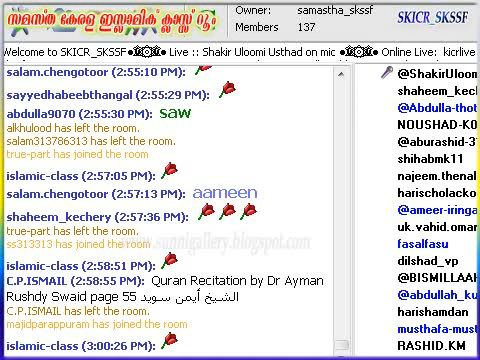 സമസ്ത കേരള ഇസ്ലാമിക് ക്ലാസ്സ് റൂം
Owner: samastha_skssf
Members 137
SKICR_SKSSF
Welcome to SKICR_SKSSF
Live :: Shakir Uloomi Usthad on mic
Online Live: kicrlive
salam.chengotoor (2:55:10 PM):
sayyedhabeebthangal (2:55:29 PM):
abdulla9070 (2:55:30 PM): saw
alkhulood has left the room.
salam313786313 has left the room.
true-part has joined the room
islamic-class (2:57:05 PM):
salam.chengotoor (2:57:13 PM): aameen
shaheem_kechery (2:57:36 PM):
true-part has left the room.
ss313313 has joined the room
www.sunnigallery.blogspot.com
islamic-class (2:58:51 PM):
C.P.ISMAIL (2:58:55 PM): Quran Recitation by Dr Ayman
Rushdy Swaid page 55 الشيخ أيمن سويد
C.P.ISMAIL has left the room.
majidparappuram has joined the room
islamic-class (3:00:26 PM):
@ShakirUloom
shaheem_kech
@Abdulla-thot
NOUSHAD-KO
@aburashid-3
shihabmk11
najeem.thenal
harischolacko
@ameer-iringa
uk.vahid.omar
fasalfasu
dilshad_vp
@BISMILLAAH
@abdullah_ku
harishamdan
musthafa-must
RASHID.KM